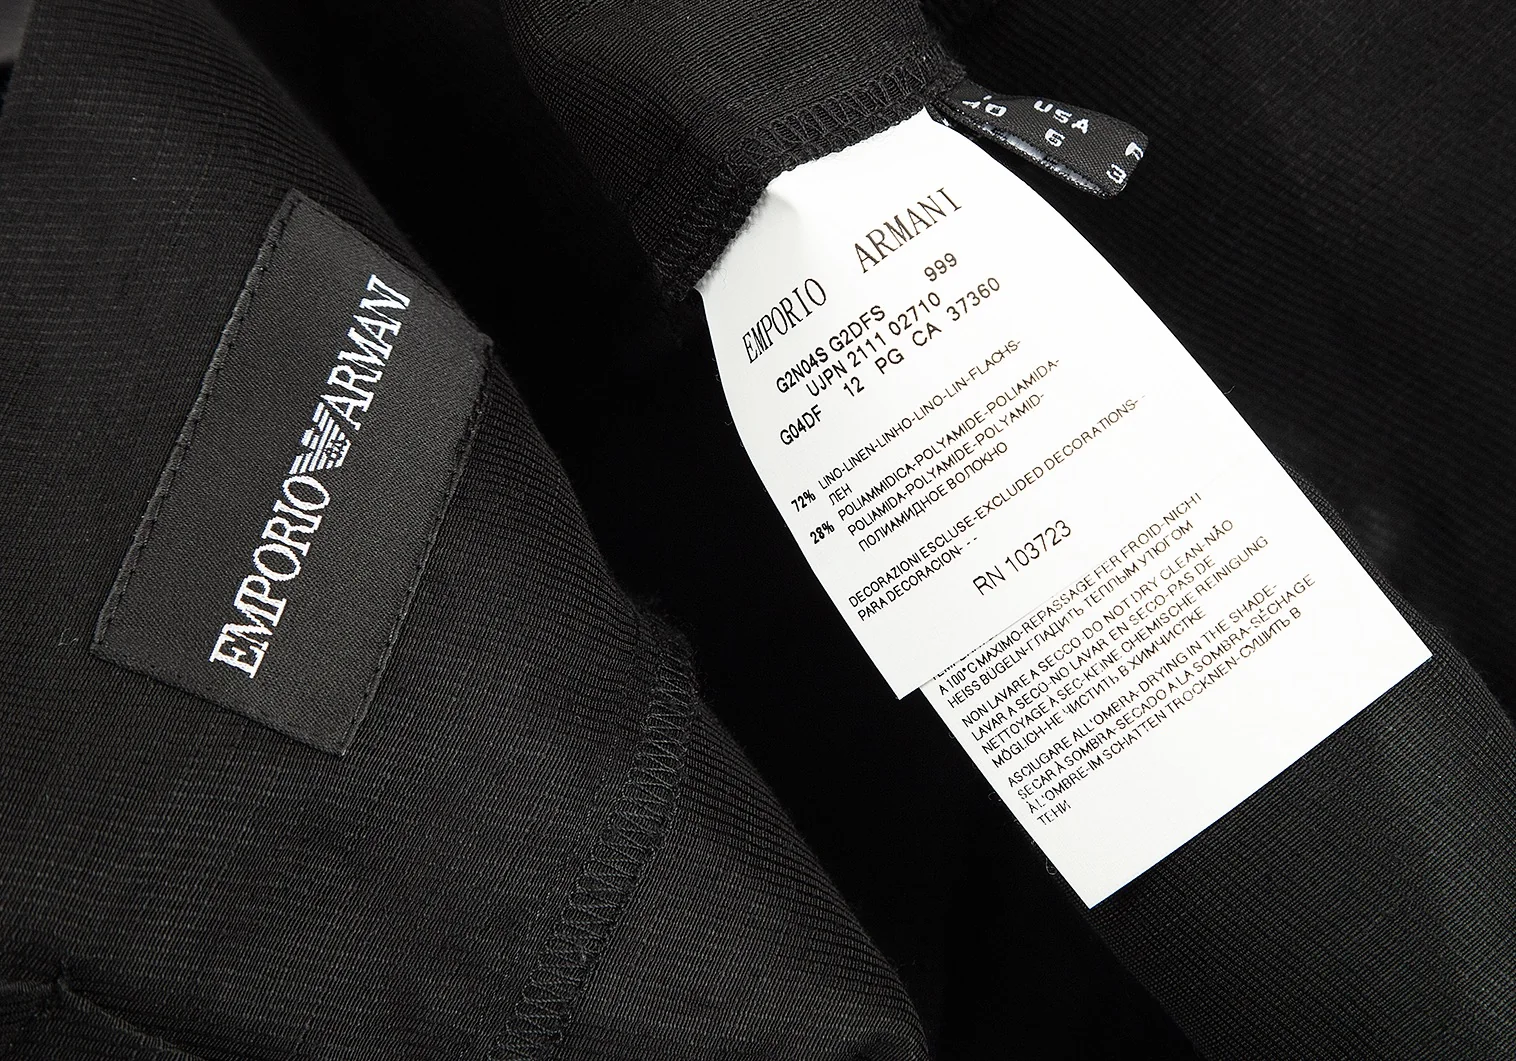 EMPORIO ARMANI
USA
40 6
EMPORIO ARMANI
G2N04S G2DFS 999
UJPN 2111 02710
G04DF 12 PG CA 37360
72% LINO-LINEN-LINHO-LINO-LIN-FLACHS-
ЛЕН
28% POLIAMMIDICA-POLYAMIDE-POLIAMIDA-
POLIAMIDA-POLYAMIDE-POLYAMID-
ПОЛИАМИДНОЕ ВОЛОКНО
DECORAZIONI ESCLUSE-EXCLUDED DECORATIONS-
PARA DECORACION- - -
RN 103723
A 100°C MAXIMO-REPASSAGE FER FROID-NICHT
HEISS BÜGELN-ГЛАДИТЬ ТЕПЛЫМ УТЮГОМ
NON LAVARE A SECCO-DO NOT DRY CLEAN-NÃO
LAVAR A SECO-NO LAVAR EN SECO-PAS DE
NETTOYAGE A SEC-KEINE CHEMISCHE REINIGUNG
MÖGLICH-НЕ ЧИСТИТЬ В ХИМЧИСТКЕ
ASCIUGARE ALL'OMBRA-DRYING IN THE SHADE-
SECAR À SOMBRA-SECADO A LA SOMBRA-SÉCHAGE
À L'OMBRE-IM SCHATTEN TROCKNEN-СУШИТЬ В
ТЕНИ